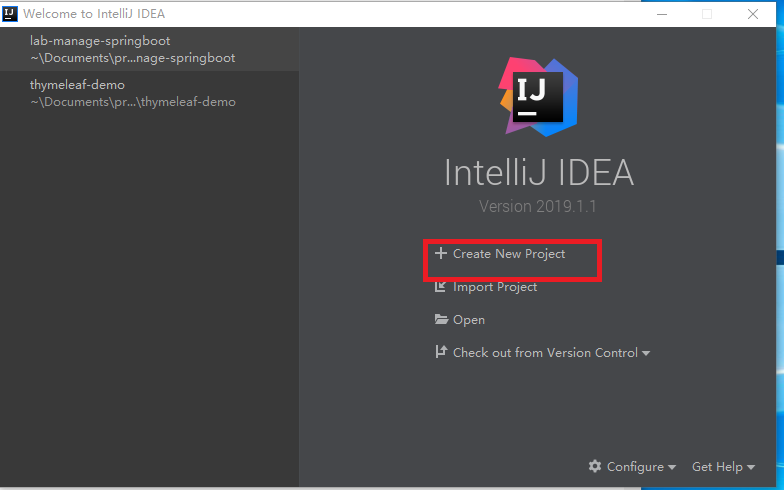 Welcome to IntelliJ IDEA
lab-manage-springboot
~\Documents\pr...nage-springboot
thymeleaf-demo
~\Documents\pr...\thymeleaf-demo
IJ
IntelliJ IDEA
Version 2019.1.1
Create New Project
Import Project
Open
Check out from Version Control
Configure
Get Help